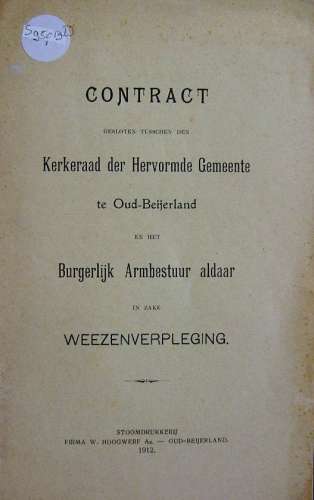 CONTRACT
GESLOTEN TUSSCHEN DEN
Kerkeraad der Hervormde Gemeente
te Oud-Beijerland
EN HET
Burgerlijk Armbestuur aldaar
IN ZAKE
WEEZENVERPLEGING.
STOOMDRUKKERIJ
FIRMA W. HOOGWERF Az. — OUD-BEIJERLAND.
1912.